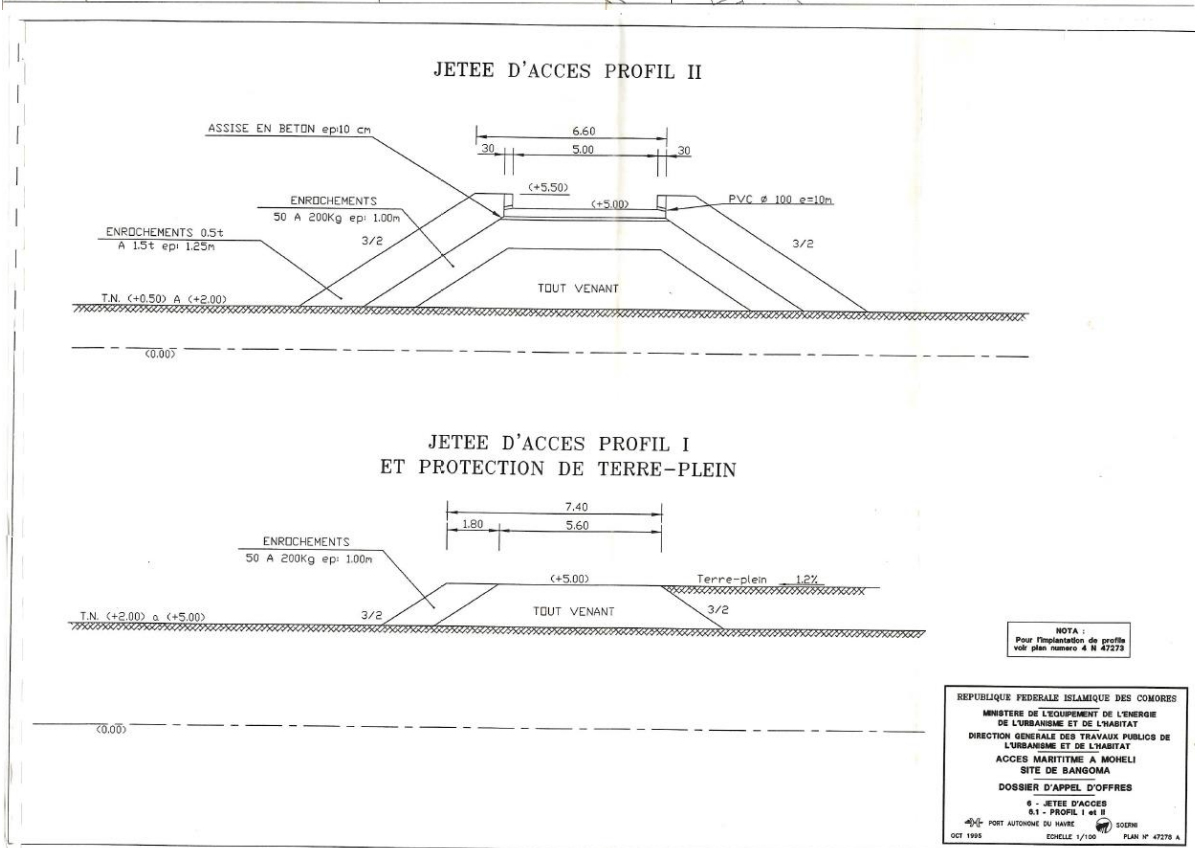 JETEE D'ACCES PROFIL II
ASSISE EN BETON ep:10 cm
6.60
30
5.00
30
(+5.50)
ENROCHEMENTS
50 A 200Kg ep: 1.00m
(+5.00)
PVC ø 100 e=10m
ENROCHEMENTS 0.5t
A 1.5t ep: 1.25m
3/2
3/2
TOUT VENANT
T.N. (+0.50) A (+2.00)
(0.00)
JETEE D'ACCES PROFIL I
ET PROTECTION DE TERRE-PLEIN
7.40
1.80
5.60
ENROCHEMENTS
50 A 200Kg ep: 1.00m
(+5.00)
Terre-plein
1.2%
TOUT VENANT
T.N. (+2.00) a (+5.00)
3/2
3/2
(0.00)
NOTA :
Pour l'implantation de profils
voir plan numero 4 N 47273
REPUBLIQUE FEDERALE ISLAMIQUE DES COMORES
MINISTERE DE L'EQUIPEMENT DE L'ENERGIE
DE L'URBANISME ET DE L'HABITAT
DIRECTION GENERALE DES TRAVAUX PUBLICS DE
L'URBANISME ET DE L'HABITAT
ACCES MARITITME A MOHELI
SITE DE BANGOMA
DOSSIER D'APPEL D'OFFRES
6 - JETEE D'ACCES
6.1 - PROFIL I et II
PORT AUTONOME DU HAVRE
OCT 1995
ECHELLE 1/100
PLAN N° 47276 A